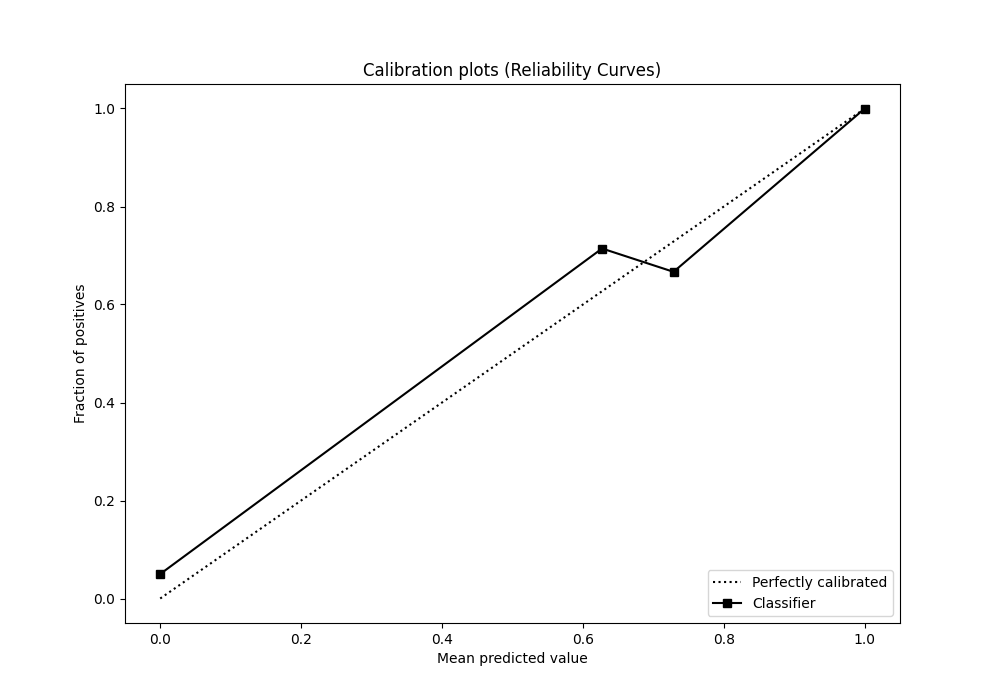 Calibration plots (Reliability Curves)
1.0
0.8
0.6
0.4
0.2
0.0
Fraction of positives
0.0 0.2 0.4 0.6 0.8 1.0
Mean predicted value
Perfectly calibrated
Classifier